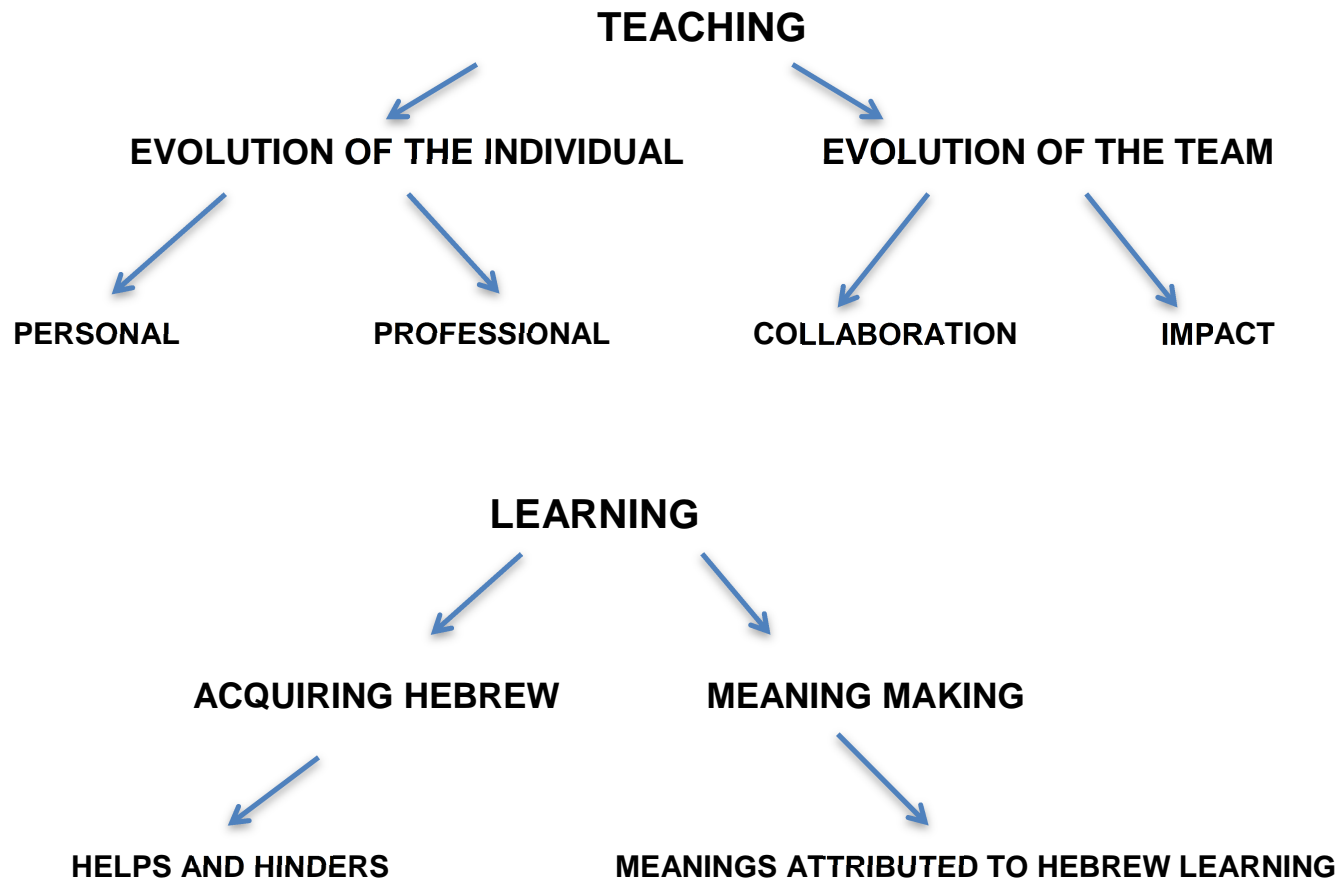 TEACHING
EVOLUTION OF THE INDIVIDUAL EVOLUTION OF THE TEAM
PERSONAL PROFESSIONAL COLLABORATION IMPACT
LEARNING
ACQUIRING HEBREW MEANING MAKING
HELPS AND HINDERS MEANINGS ATTRIBUTED TO HEBREW LEARNING